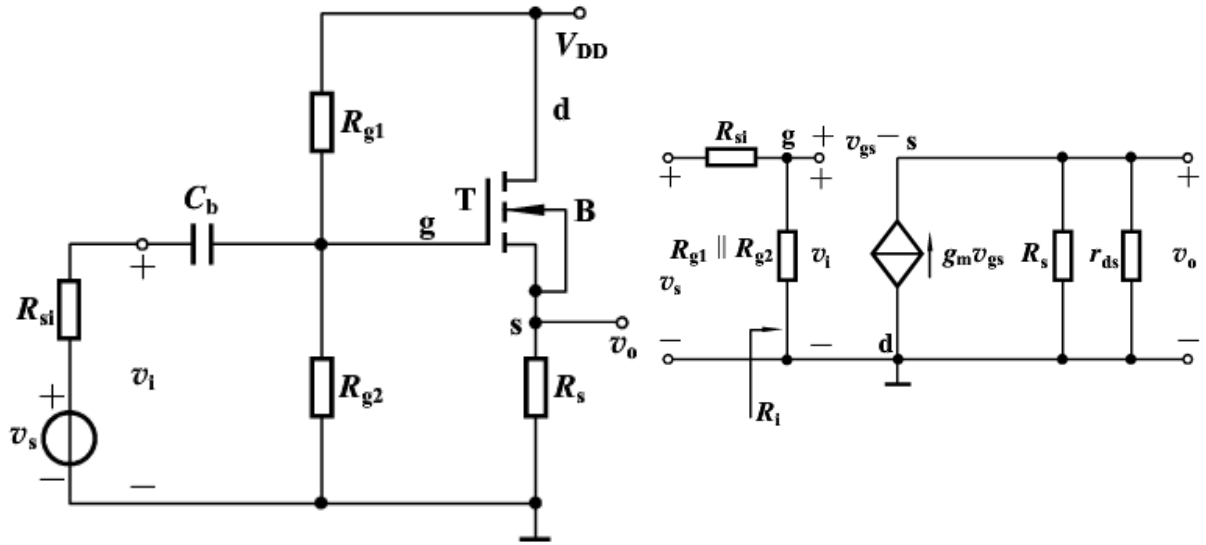 V_DD
d
R_g1
T
B
C_b
g
+
R_si
s
v_o
v_i
R_g2
R_s
+
v_s
−
−
R_si
g
+
v_gs
−
s
+
+
+
R_g1 || R_g2
v_i
g_m v_gs
R_s
r_ds
v_o
v_s
−
−
d
−
R_i